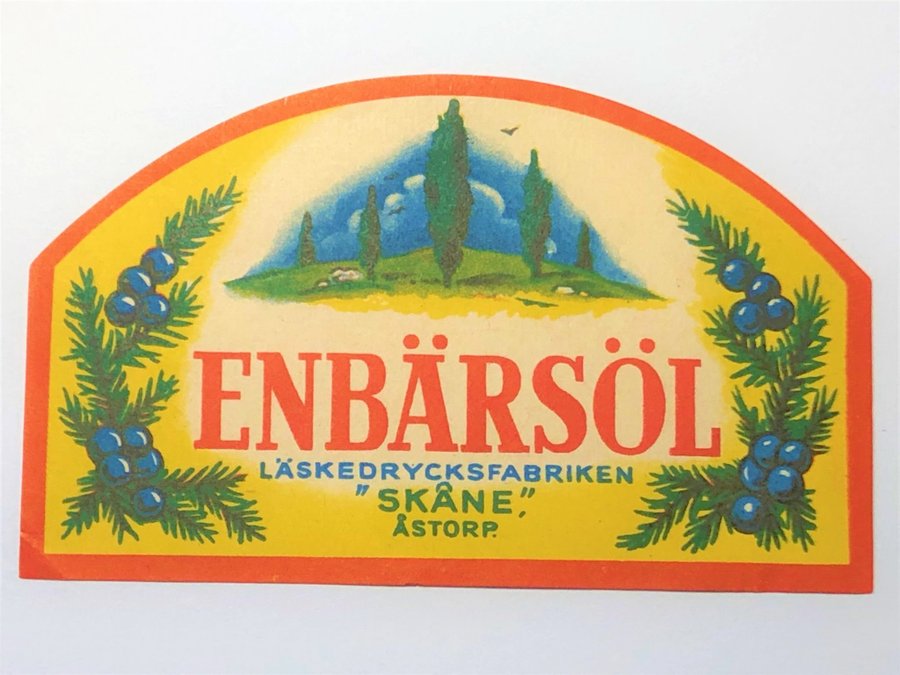 ENBÄRSÖL
LÄSKEDRYCKSFABRIKEN
"SKÅNE",
ÅSTORP.